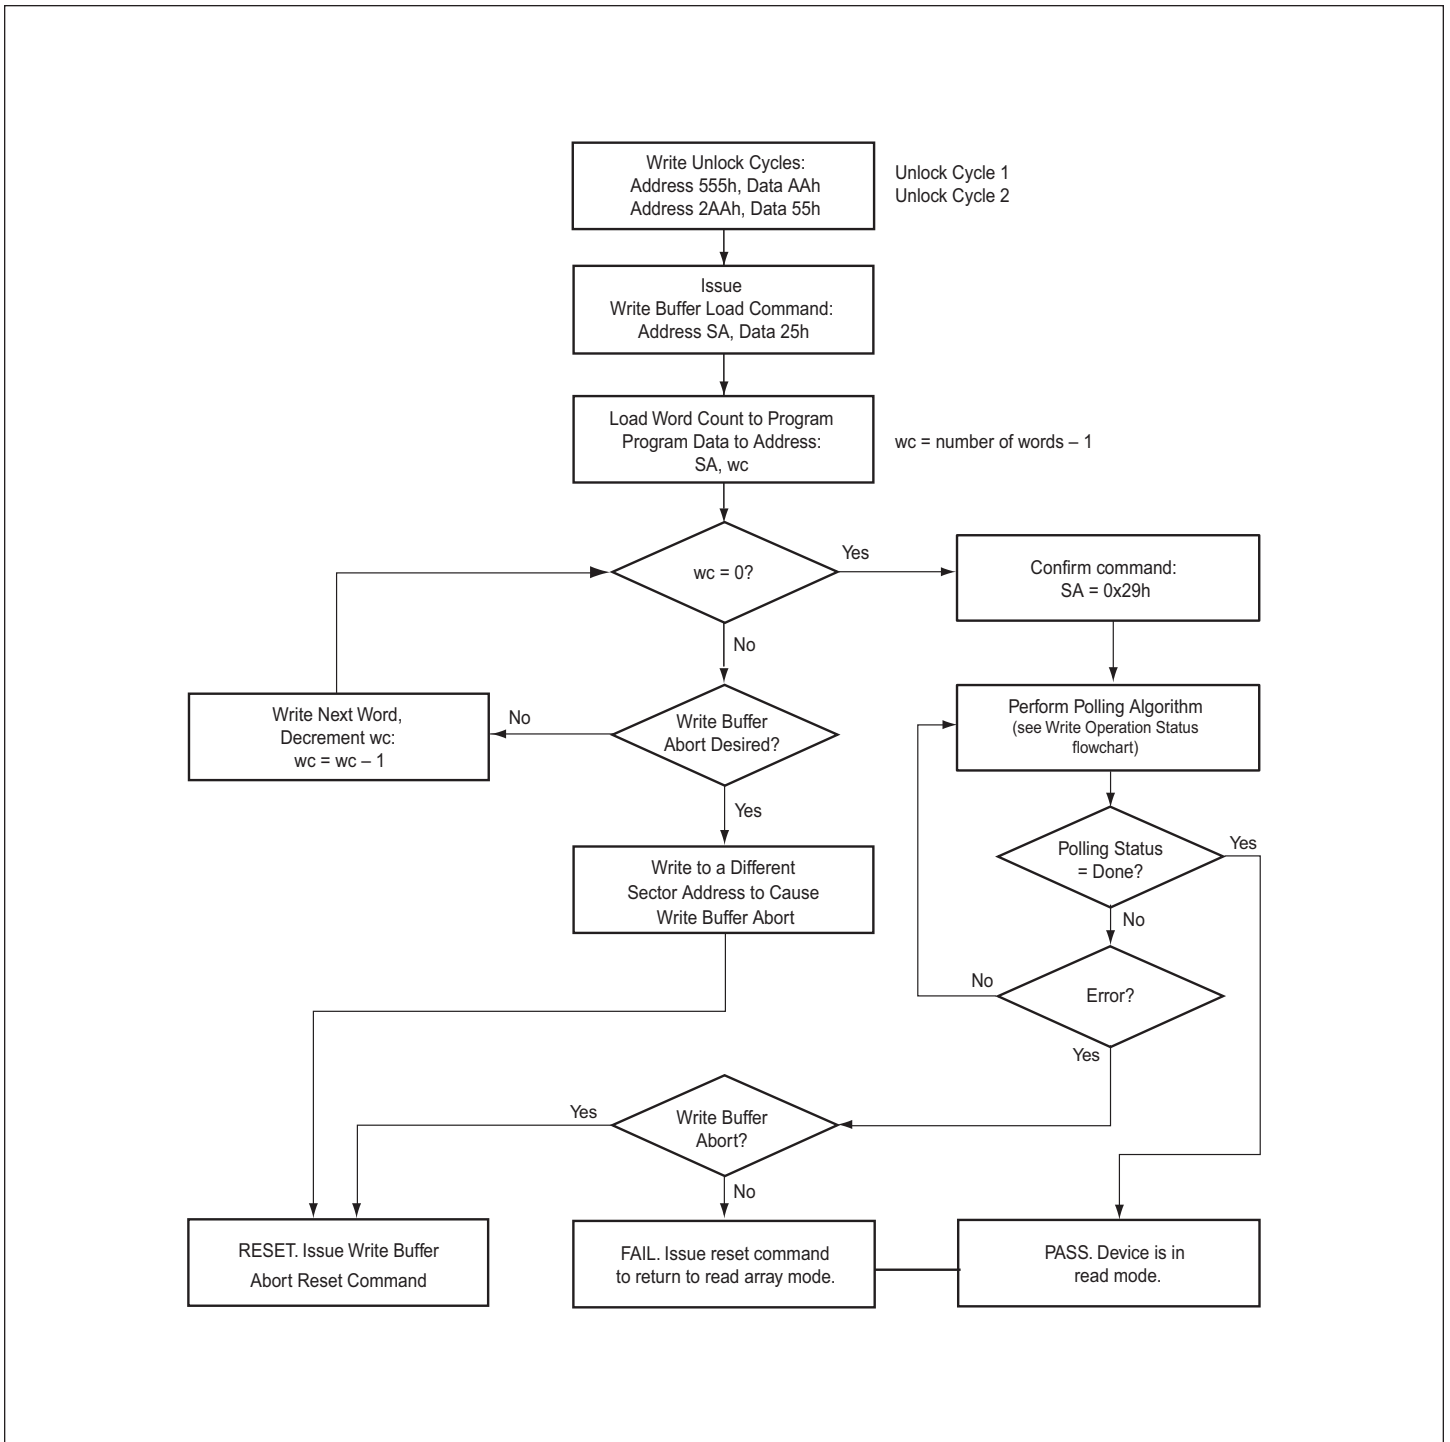 Write Unlock Cycles:
Address 555h, Data AAh
Address 2AAh, Data 55h
Unlock Cycle 1
Unlock Cycle 2
Issue
Write Buffer Load Command:
Address SA, Data 25h
Load Word Count to Program
Program Data to Address:
SA, wc
wc = number of words – 1
wc = 0?
Yes
No
Confirm command:
SA = 0x29h
Write Next Word,
Decrement wc:
wc = wc – 1
No
Write Buffer
Abort Desired?
Yes
Perform Polling Algorithm
(see Write Operation Status
flowchart)
Write to a Different
Sector Address to Cause
Write Buffer Abort
Polling Status
= Done?
Yes
No
Error?
No
Yes
Write Buffer
Abort?
Yes
No
RESET. Issue Write Buffer
Abort Reset Command
FAIL. Issue reset command
to return to read array mode.
PASS. Device is in
read mode.